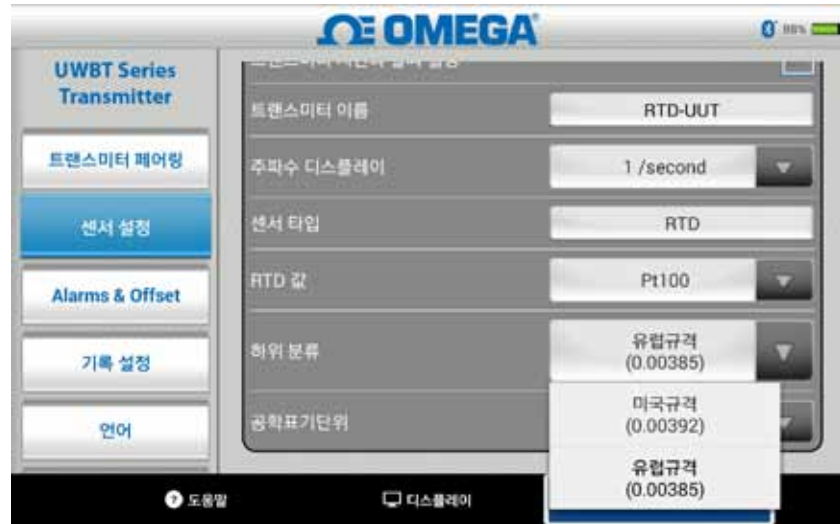 OMEGA
98%
UWBT Series
Transmitter
트랜스미터 페어링
센서 설정
Alarms & Offset
기록 설정
언어
트랜스미터 이름
RTD-UUT
주파수 디스플레이
1 /second
센서 타입
RTD
RTD 값
Pt100
하위 분류
유럽규격
(0.00385)
공학표기단위
미국규격
(0.00392)
유럽규격
(0.00385)
도움말
디스플레이